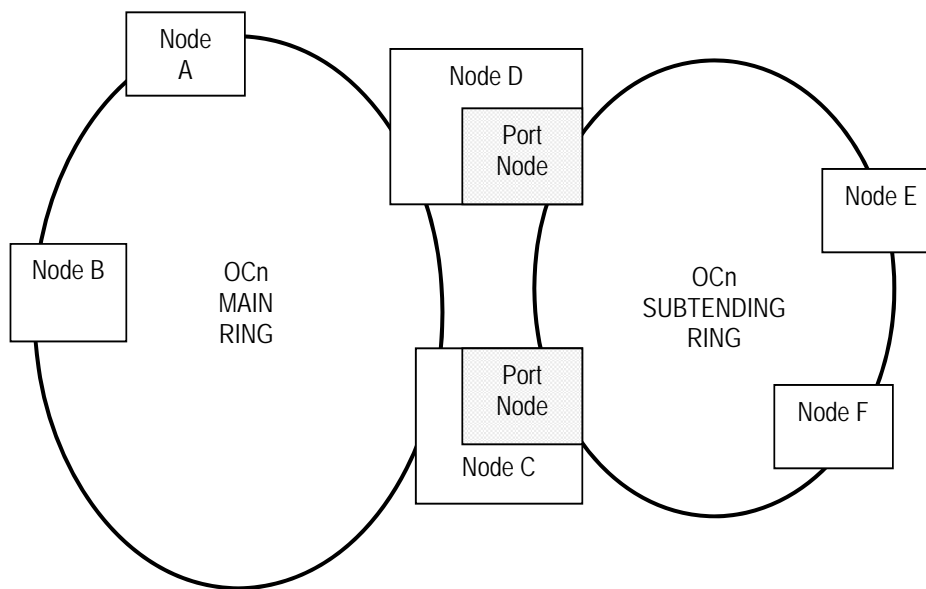 Node
A
Node D
Port
Node
Node E
Node B
OCn
MAIN
RING
OCn
SUBTENDING
RING
Port
Node
Node C
Node F